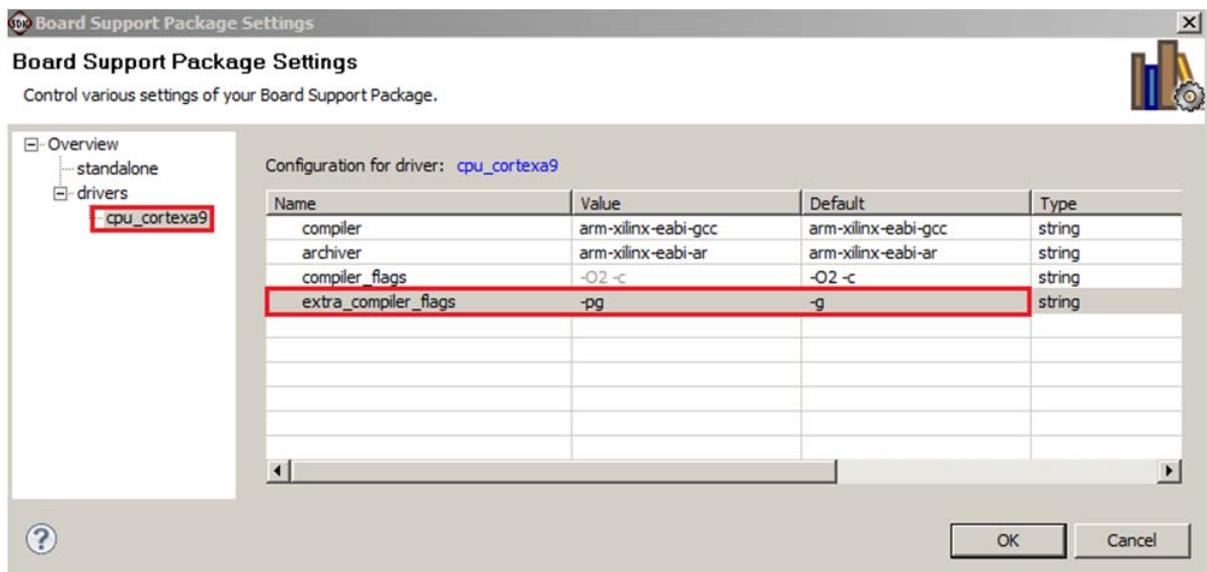 SDK Board Support Package Settings
Board Support Package Settings
Control various settings of your Board Support Package.
Overview
standalone
drivers
cpu_cortexa9
Configuration for driver: cpu_cortexa9
Name Value Default Type
compiler arm-xilinx-eabi-gcc arm-xilinx-eabi-gcc string
archiver arm-xilinx-eabi-ar arm-xilinx-eabi-ar string
compiler_flags -O2 -c -O2 -c string
extra_compiler_flags -pg -g string
?
OK Cancel